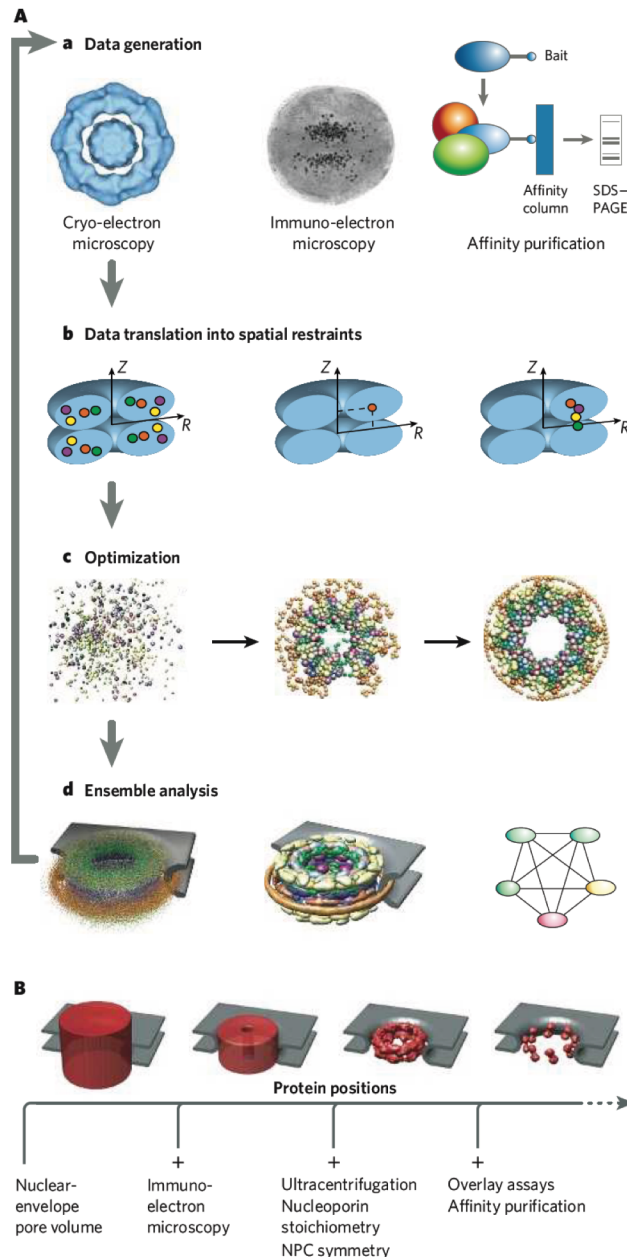 A
a Data generation
Bait
Affinity
column
SDS–
PAGE
Cryo-electron
microscopy
Immuno-electron
microscopy
Affinity purification
b Data translation into spatial restraints
Z
R
Z
R
Z
R
c Optimization
d Ensemble analysis
B
Protein positions
Nuclear-
envelope
pore volume
+
Immuno-
electron
microscopy
+
Ultracentrifugation
Nucleoporin
stoichiometry
NPC symmetry
+
Overlay assays
Affinity purification